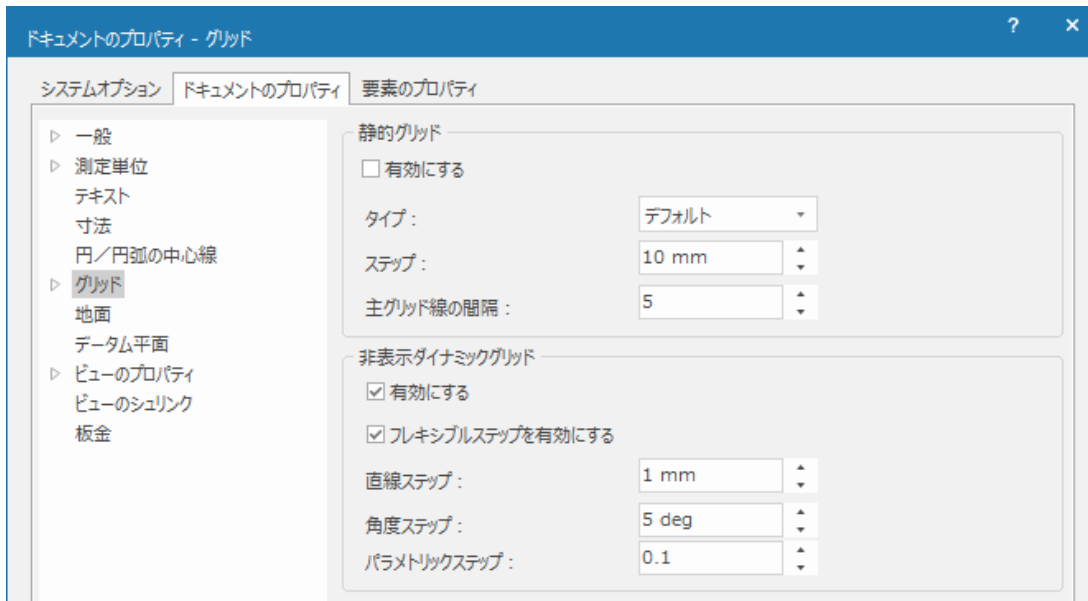 ドキュメントのプロパティ - グリッド ? ×
システムオプション ドキュメントのプロパティ 要素のプロパティ
一般
測定単位
テキスト
寸法
円／円弧の中心線
グリッド
地面
データム平面
ビューのプロパティ
ビューのシュリンク
板金
静的グリッド
有効にする
タイプ : デフォルト
ステップ : 10 mm
主グリッド線の間隔 : 5
非表示ダイナミックグリッド
有効にする
フレキシブルステップを有効にする
直線ステップ : 1 mm
角度ステップ : 5 deg
パラメトリックステップ : 0.1